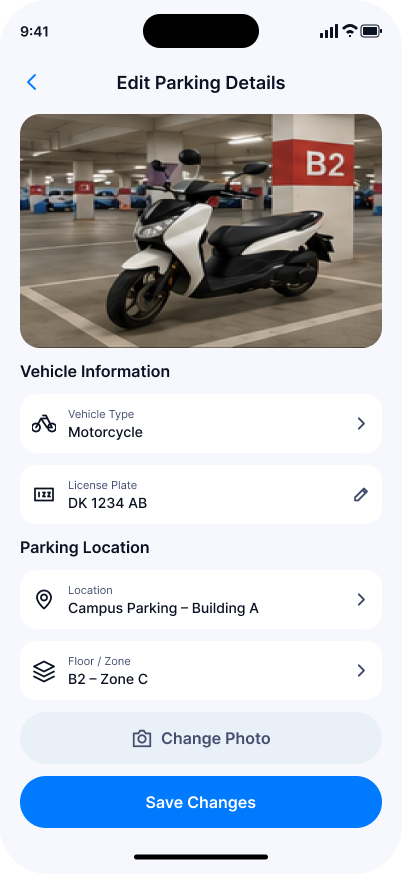 9:41
Edit Parking Details
B2
Vehicle Information
Vehicle Type
Motorcycle
License Plate
DK 1234 AB
Parking Location
Location
Campus Parking – Building A
Floor / Zone
B2 – Zone C
Change Photo
Save Changes